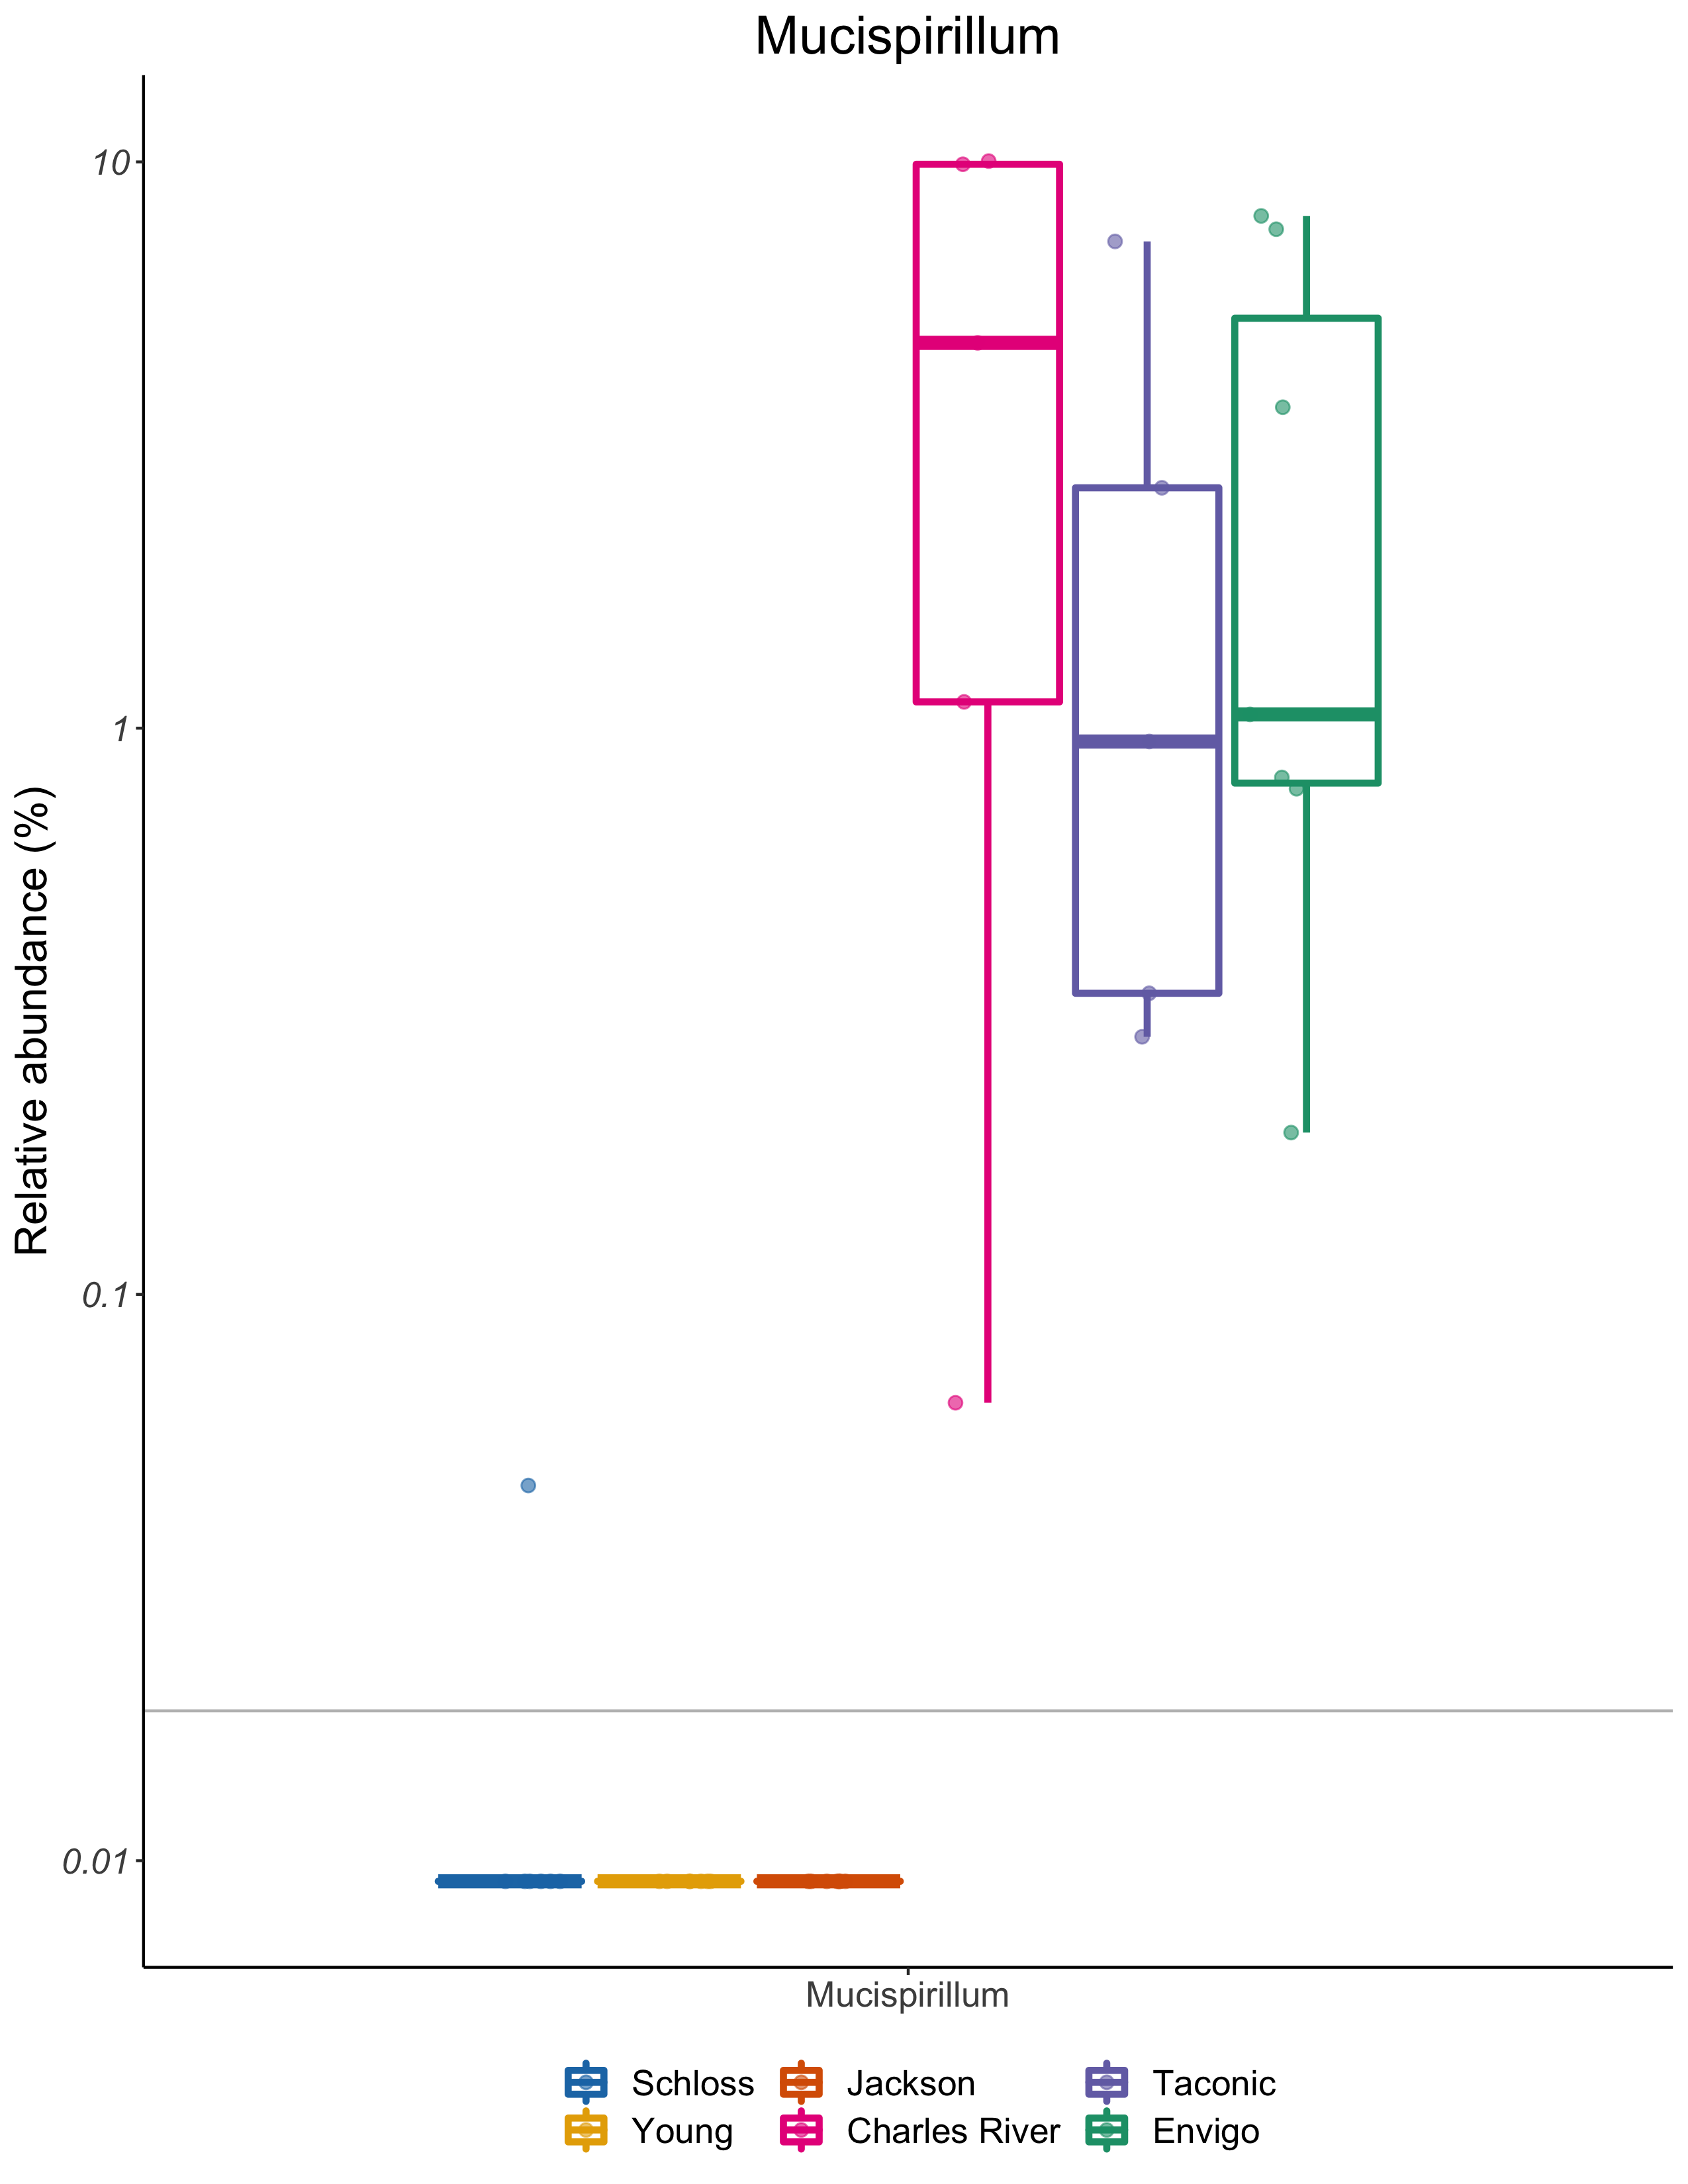 Mucispirillum
10
1
0.1
0.01
Relative abundance (%)
Mucispirillum
Schloss
Jackson
Taconic
Young
Charles River
Envigo